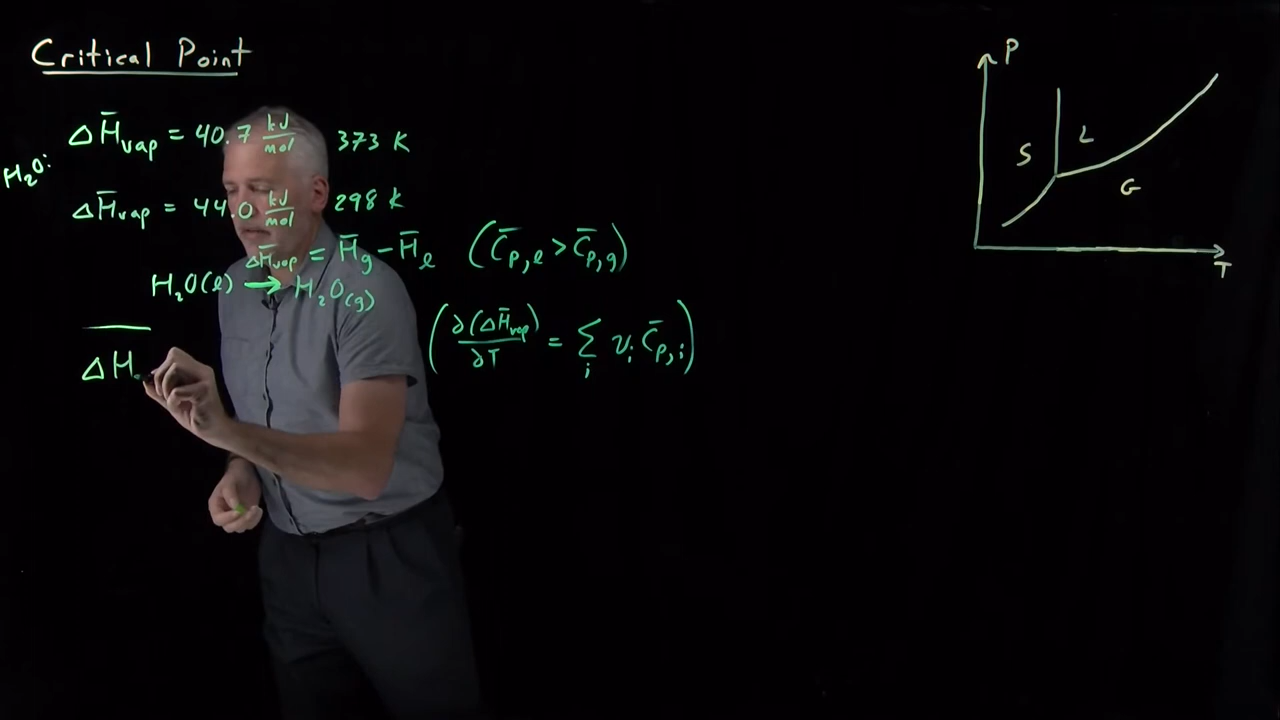 Critical Point
ΔH̄vap = 40.7 kJ/mol 373 K
H₂O:
ΔH̄vap = 44.0 kJ/mol 298 K
ΔH̄vap = H̄g − H̄ℓ (C̄p,ℓ > C̄p,g)
H₂O(ℓ) → H₂O(g)
(∂(ΔH̄vap)/∂T = Σi νi C̄p,i)
ΔH
P
S
L
G
T